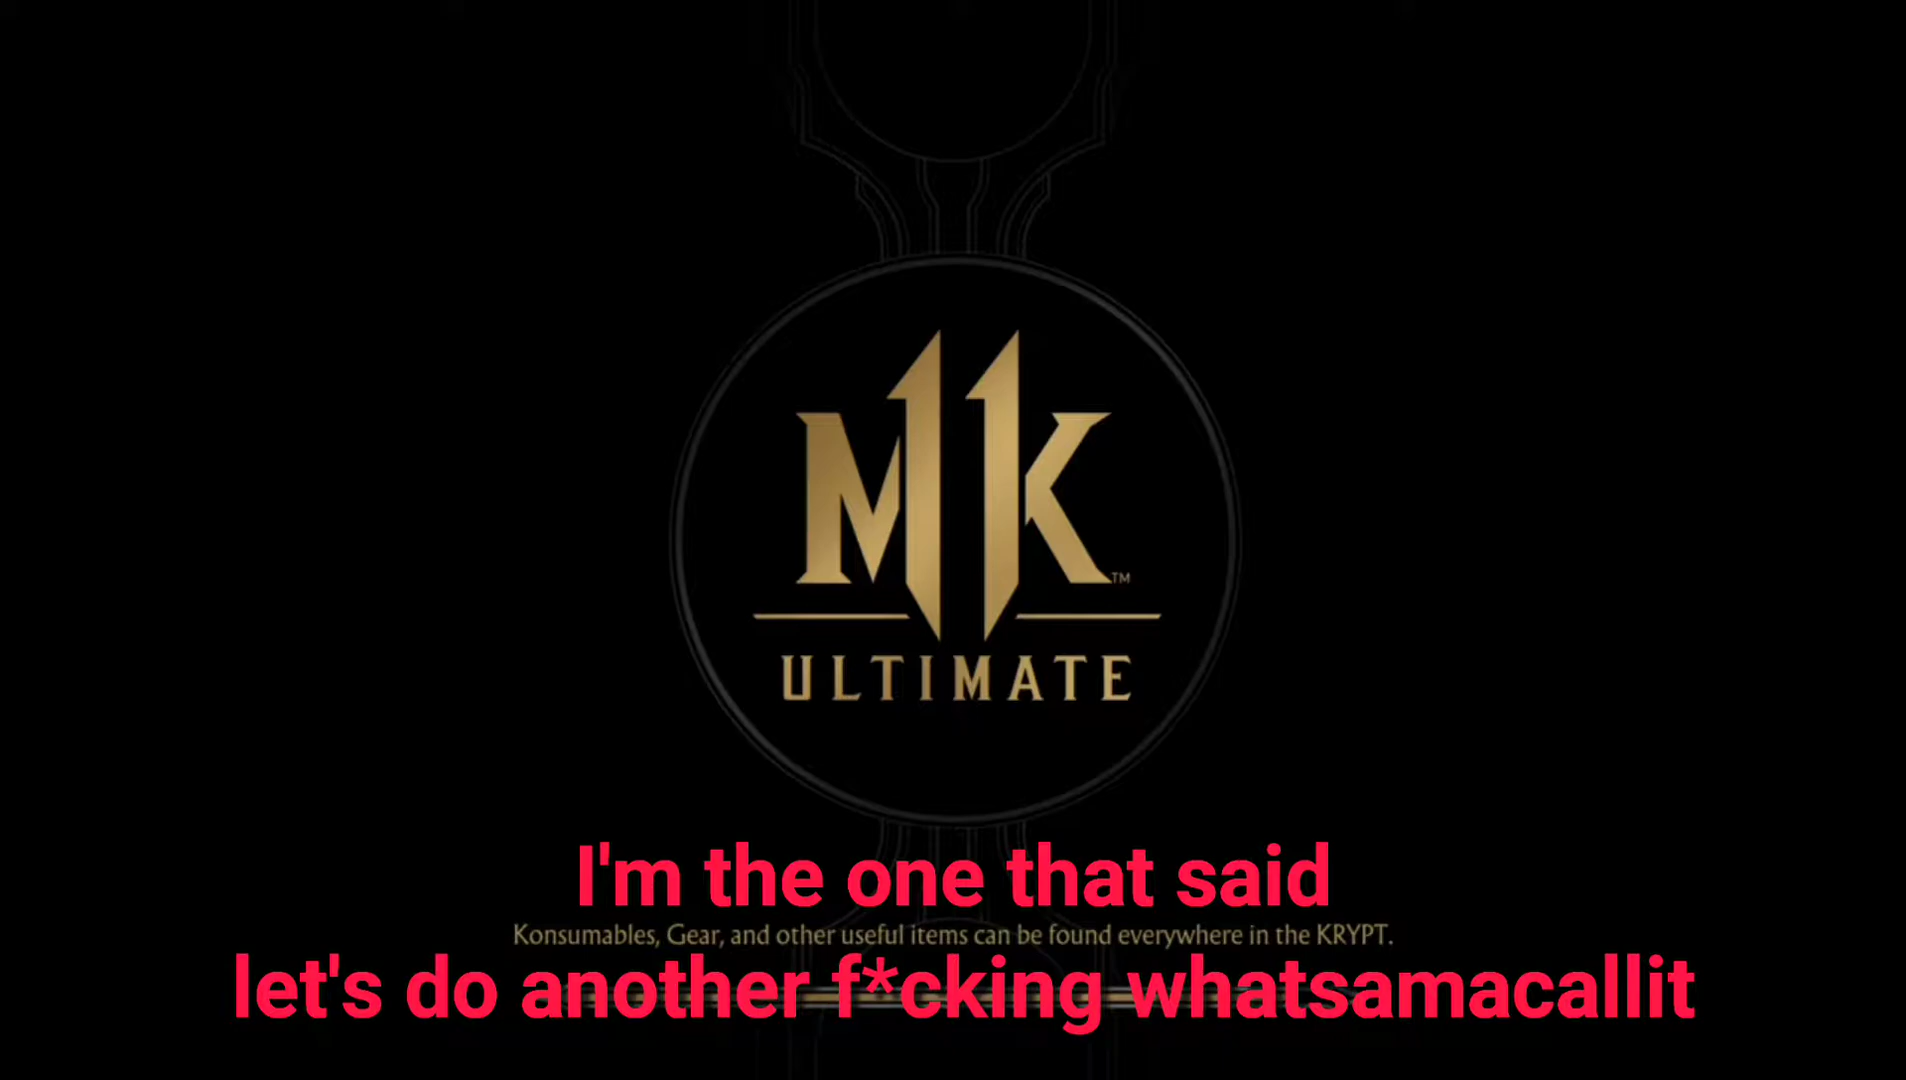 M11K™
ULTIMATE
I'm the one that said
Konsumables, Gear, and other useful items can be found everywhere in the KRYPT.
let's do another f*cking whatsamacallit